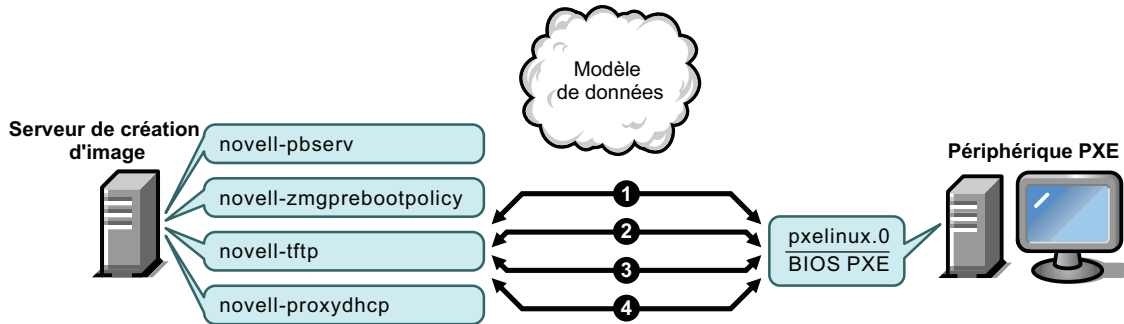 Modèle
de données
Serveur de création
d'image
novell-pbserv
novell-zmgprebootpolicy
novell-tftp
novell-proxydhcp
1
2
3
4
pxelinux.0
BIOS PXE
Périphérique PXE